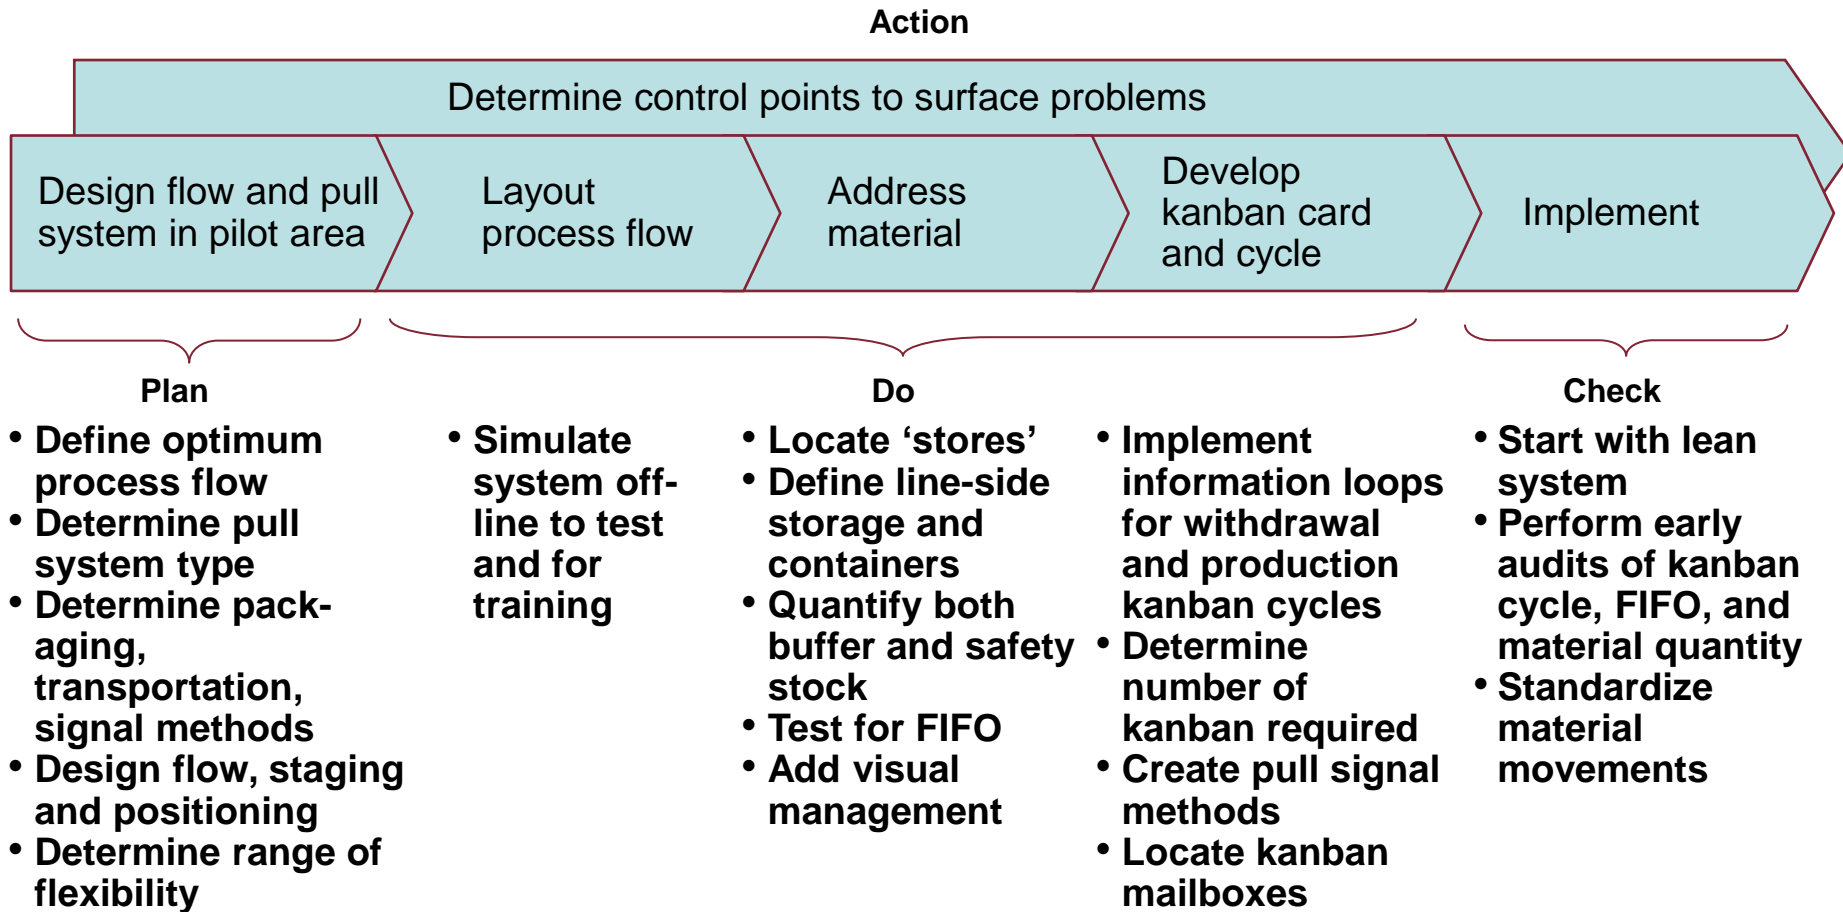 Action
Determine control points to surface problems
Design flow and pull
system in pilot area
Layout
process flow
Address
material
Develop
kanban card
and cycle
Implement
Plan
• Define optimum
process flow
• Determine pull
system type
• Determine pack-
aging,
transportation,
signal methods
• Design flow, staging
and positioning
• Determine range of
flexibility
Do
• Simulate
system off-
line to test
and for
training
• Locate ‘stores’
• Define line-side
storage and
containers
• Quantify both
buffer and safety
stock
• Test for FIFO
• Add visual
management
• Implement
information loops
for withdrawal
and production
kanban cycles
• Determine
number of
kanban required
• Create pull signal
methods
• Locate kanban
mailboxes
Check
• Start with lean
system
• Perform early
audits of kanban
cycle, FIFO, and
material quantity
• Standardize
material
movements